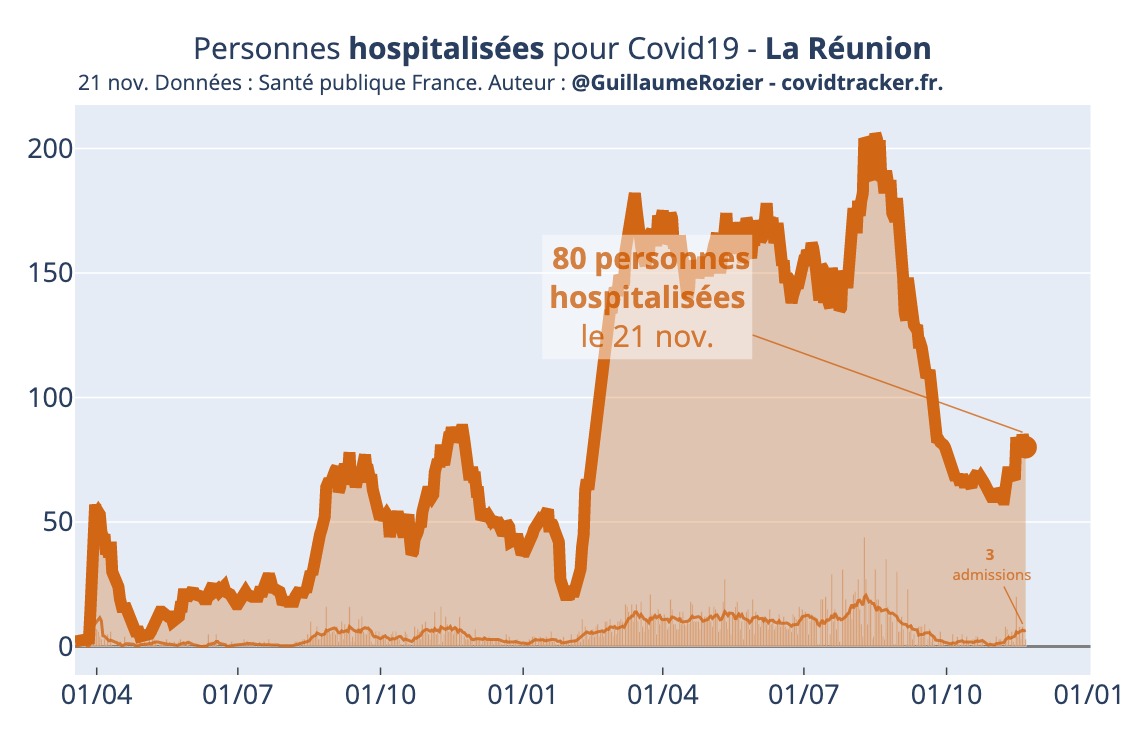 Personnes hospitalisées pour Covid19 - La Réunion
21 nov. Données : Santé publique France. Auteur : @GuillaumeRozier - covidtracker.fr.
200
150
100
50
0
80 personnes
hospitalisées
le 21 nov.
3
admissions
01/04 01/07 01/10 01/01 01/04 01/07 01/10 01/01